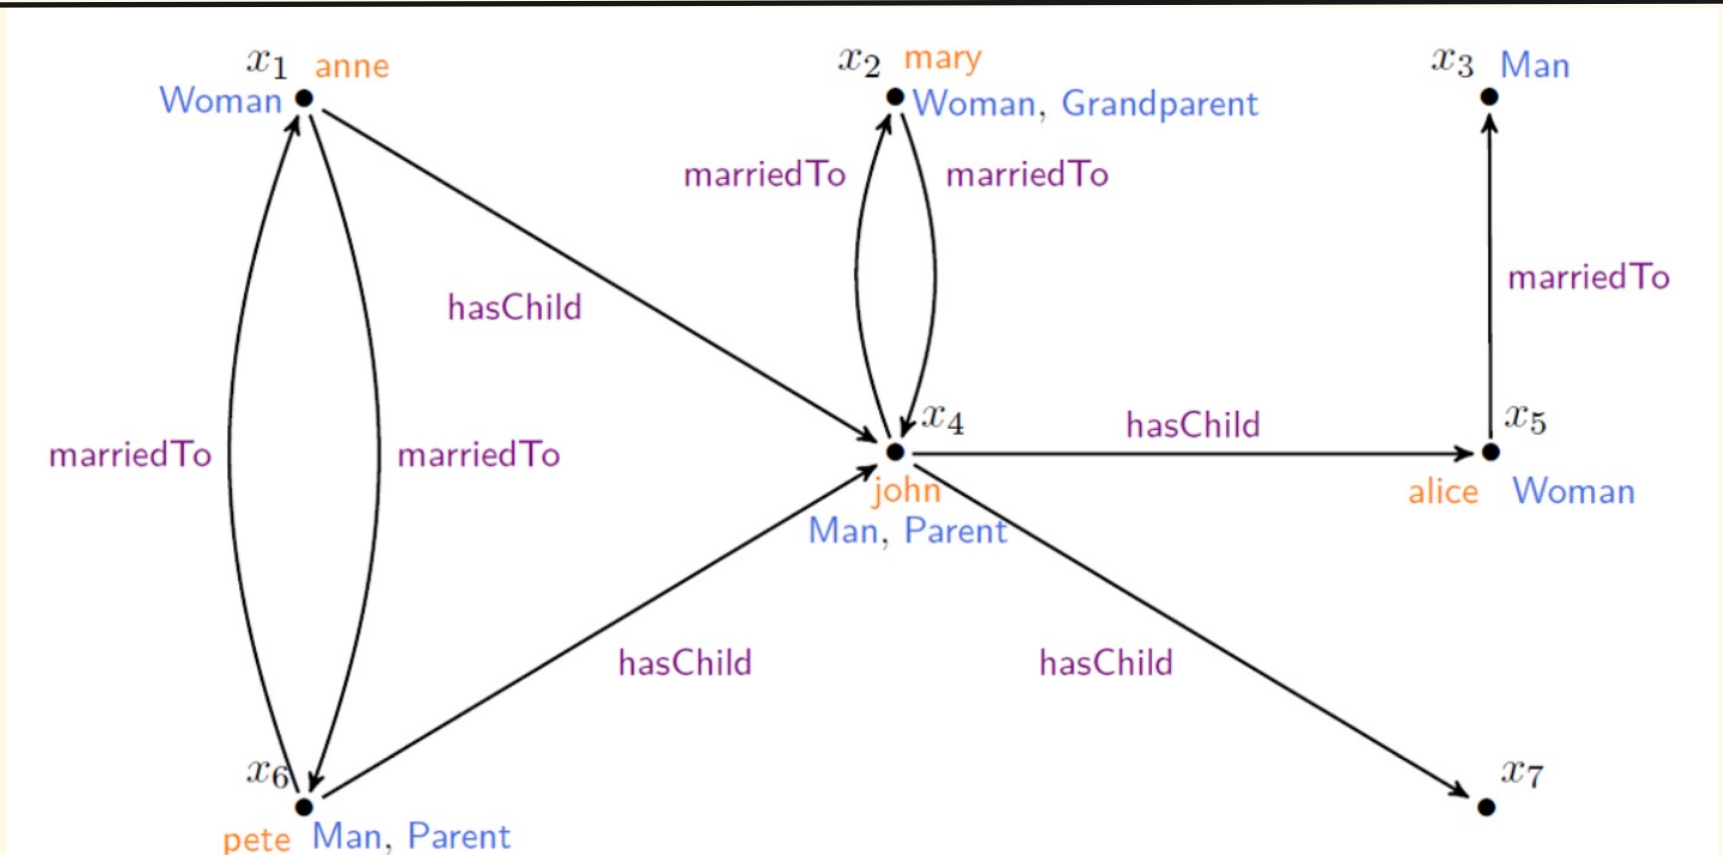 x1 anne
Woman
x2 mary
Woman, Grandparent
x3 Man
marriedTo
marriedTo
marriedTo
hasChild
x4
hasChild
x5
marriedTo
marriedTo
john
Man, Parent
alice Woman
hasChild
hasChild
x6
x7
pete Man, Parent